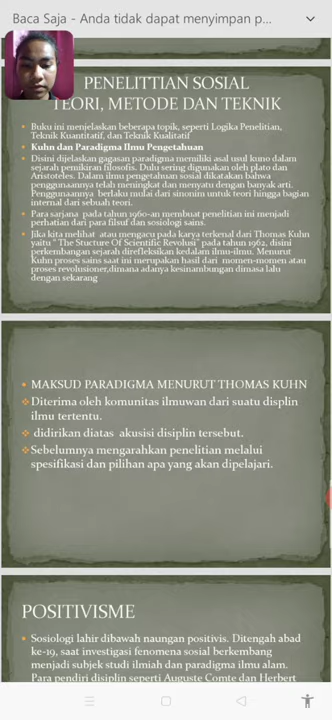 Baca Saja - Anda tidak dapat menyimpan p...
PENELITTIAN SOSIAL
TEORI, METODE DAN TEKNIK
Buku ini menjelaskan beberapa topik, seperti Logika Penelitian,
Teknik Kuantitatif, dan Teknik Kualitatif
Kuhn dan Paradigma Ilmu Pengetahuan
Disini dijelaskan gagasan paradigma memiliki asal usul kuno dalam
sejarah pemikiran filosofis. Dulu sering digunakan oleh plato dan
Aristoteles. Dalam ilmu pengetahuan sosial dikatakan bahwa
penggunaannya telah meningkat dan menyatu dengan banyak arti.
Penggunaannya berlaku mulai dari sinonim untuk teori hingga bagian
internal dari sebuah teori.
Para sarjana pada tahun 1960-an membuat penelitian ini menjadi
perhatian dari para filsuf dan sosiologi sains.
Jika kita melihat atau mengacu pada karya terkenal dari Thomas Kuhn
yaitu " The Stucture Of Scientific Revolusi" pada tahun 1962, disini
perkembangan sejarah direfleksikan kedalam ilmu-ilmu. Menurut
Kuhn proses sains saat ini merupakan hasil dari momen-momen atau
proses revolusioner,dimana adanya kesinambungan dimasa lalu
dengan sekarang
MAKSUD PARADIGMA MENURUT THOMAS KUHN
Diterima oleh komunitas ilmuwan dari suatu displin
ilmu tertentu.
didirikan diatas akusisi disiplin tersebut.
Sebelumnya mengarahkan penelitian melalui
spesifikasi dan pilihan apa yang akan dipelajari.
POSITIVISME
Sosiologi lahir dibawah naungan positivis. Ditengah abad
ke-19, saat investigasi fenomena sosial berkembang
menjadi subjek studi ilmiah dan paradigma ilmu alam.
Para pendiri disiplin seperti Auguste Comte dan Herbert